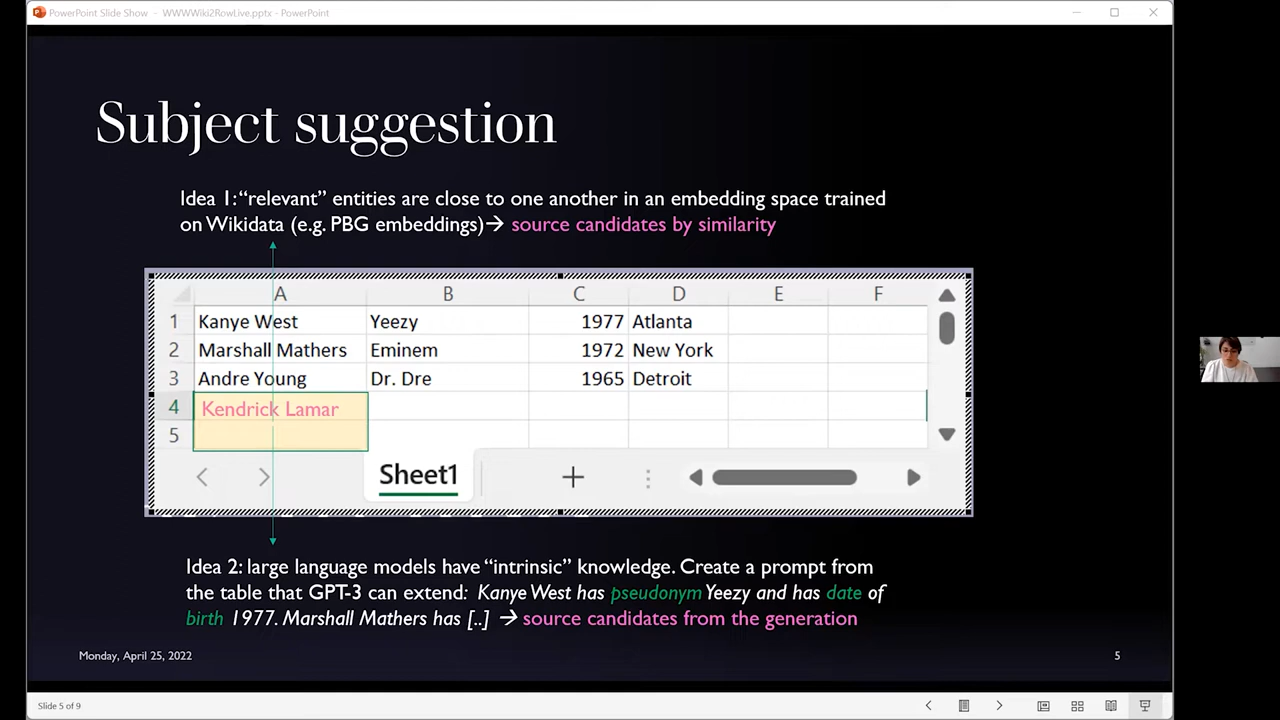 PowerPoint Slide Show - WWWWiki2RowLive.pptx - PowerPoint
Subject suggestion
Idea 1: “relevant” entities are close to one another in an embedding space trained
on Wikidata (e.g. PBG embeddings)→ source candidates by similarity
A B C D E F
1 Kanye West Yeezy 1977 Atlanta
2 Marshall Mathers Eminem 1972 New York
3 Andre Young Dr. Dre 1965 Detroit
4 Kendrick Lamar
5
Sheet1
Idea 2: large language models have “intrinsic” knowledge. Create a prompt from
the table that GPT-3 can extend: Kanye West has pseudonym Yeezy and has date of
birth 1977. Marshall Mathers has [..] → source candidates from the generation
Monday, April 25, 2022 5
Slide 5 of 9